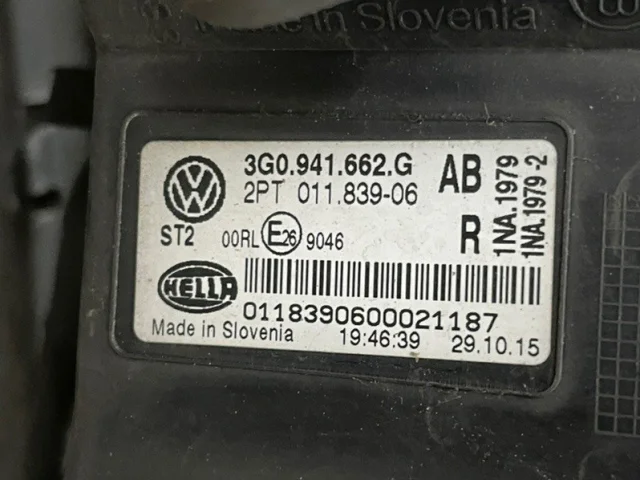 Made in Slovenia
3G0.941.662.G
AB
2PT 011.839-06
1NA.1979
1NA.1979-2
ST2
00RL E26 9046
R
HELLA
0118390600021187
Made in Slovenia
19:46:39
29.10.15